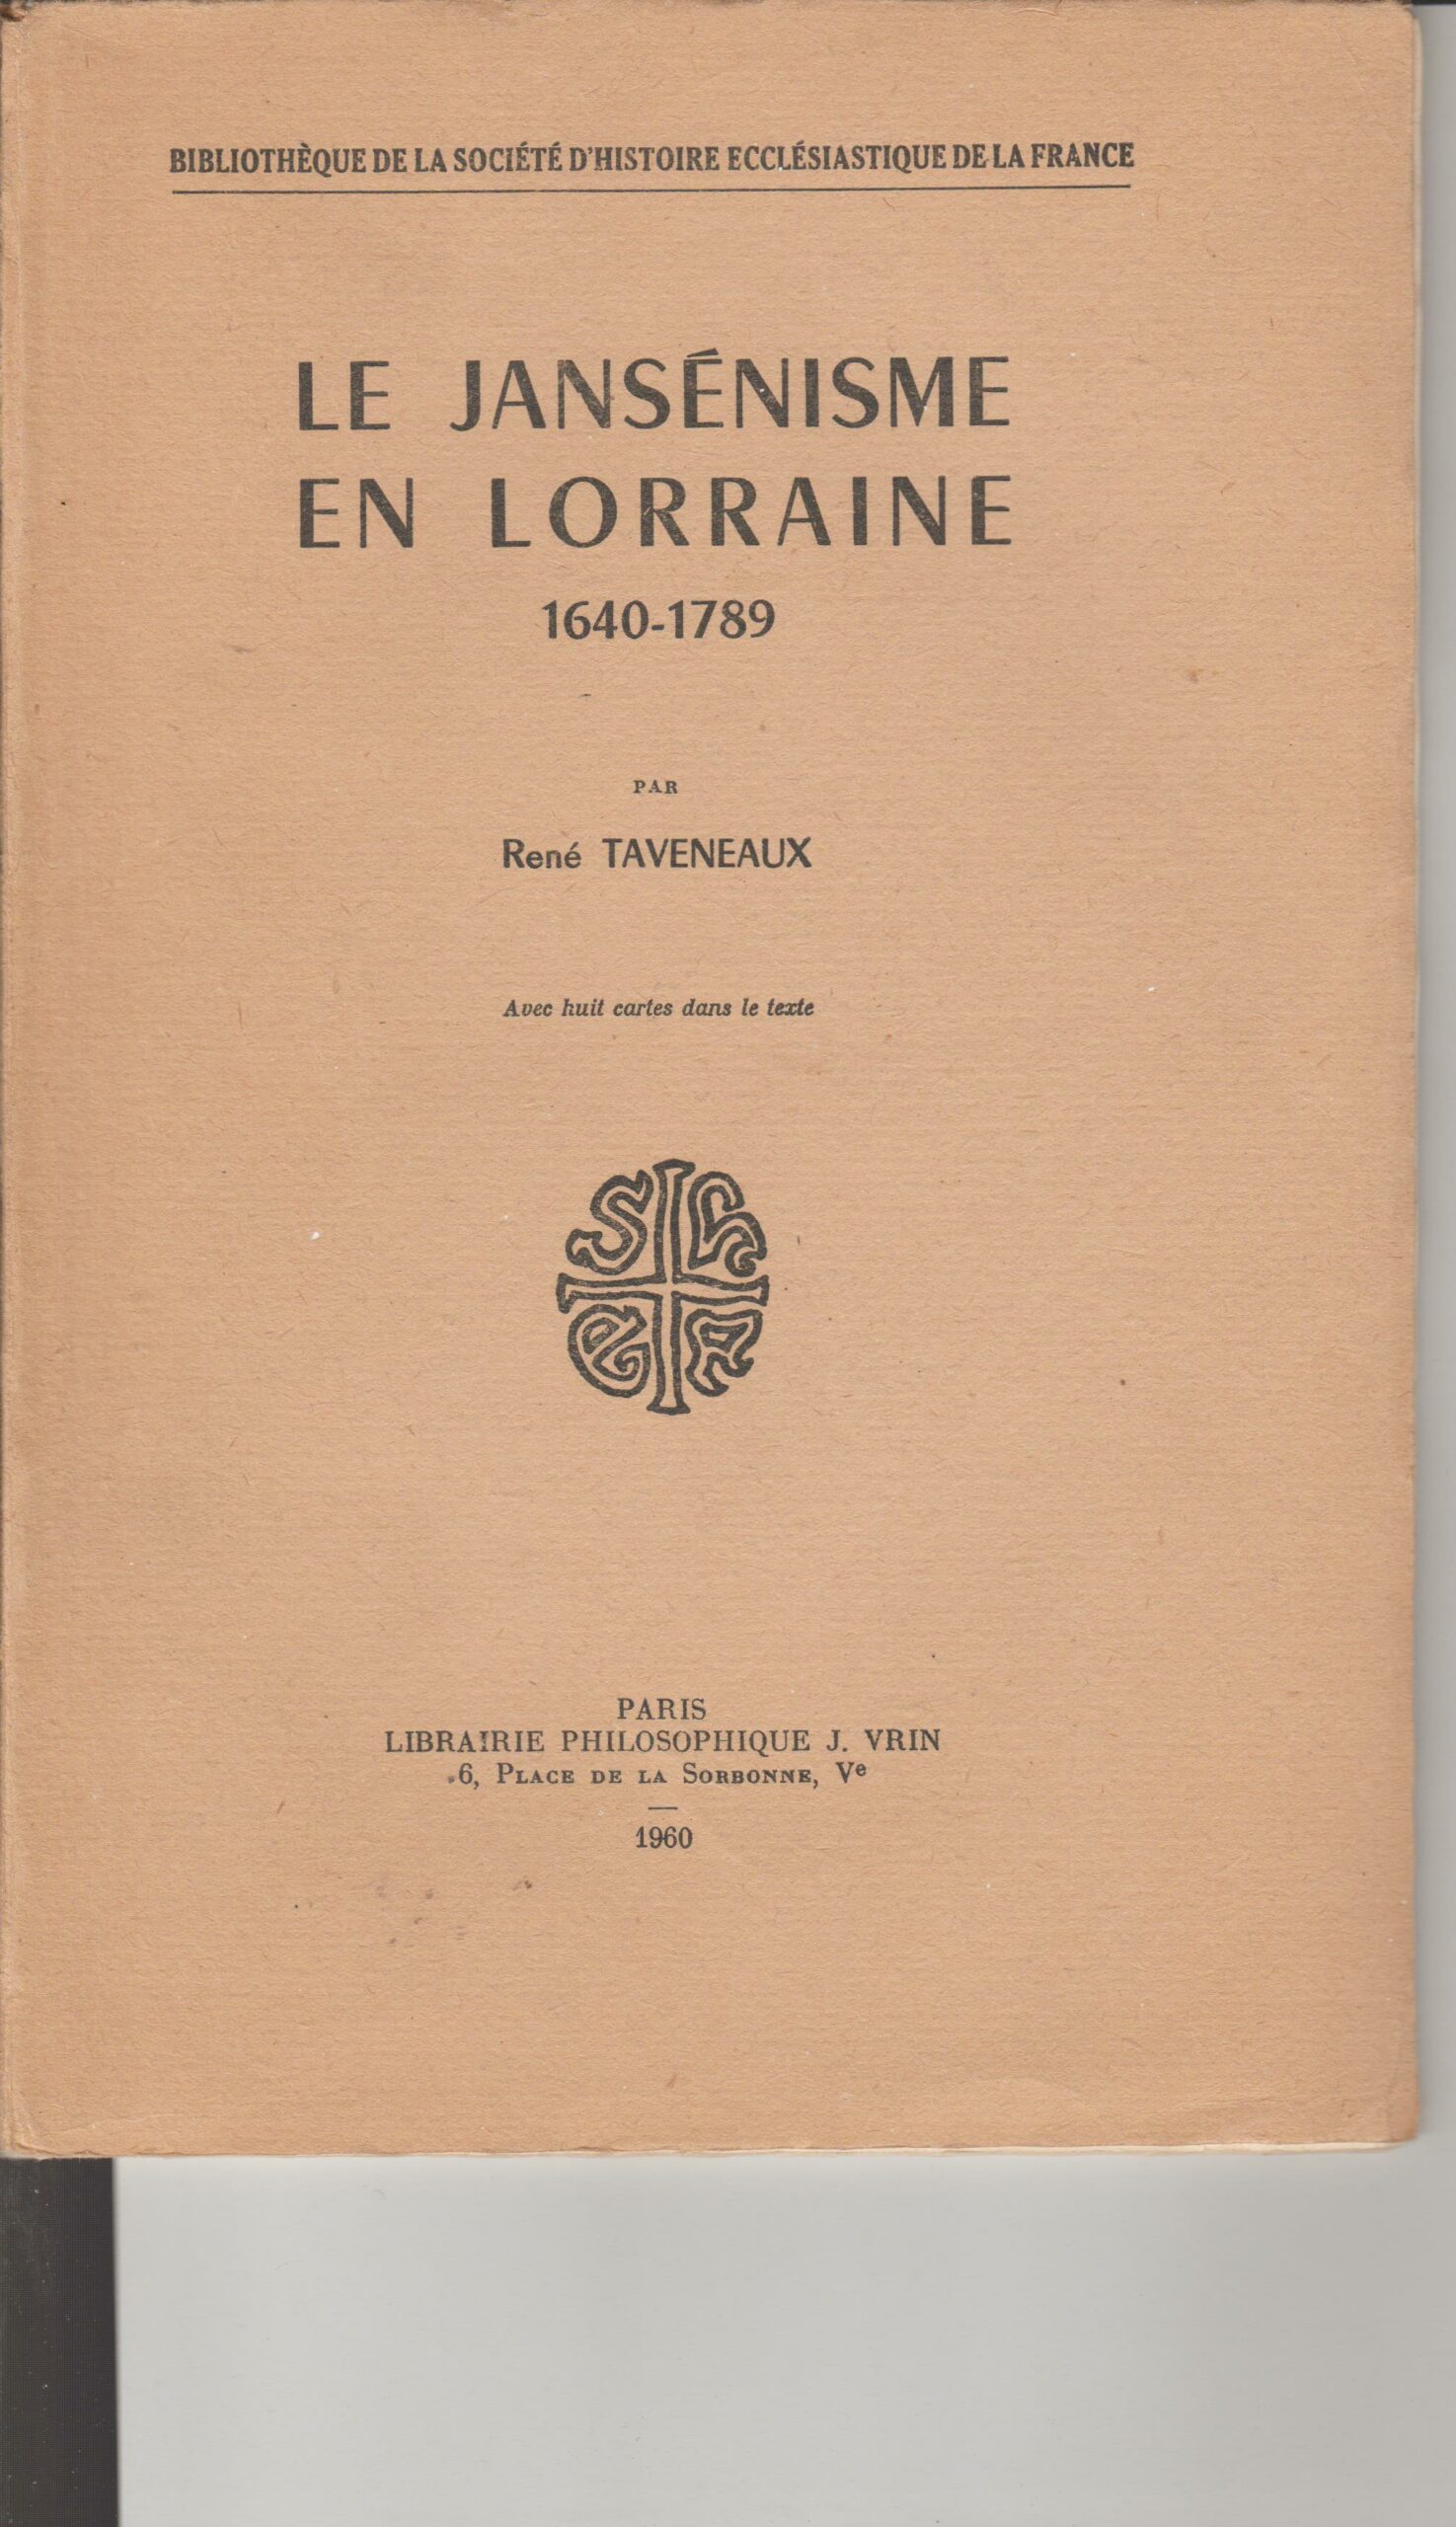 BIBLIOTHÈQUE DE LA SOCIÉTÉ D'HISTOIRE ECCLÉSIASTIQUE DE LA FRANCE
LE JANSÉNISME
EN LORRAINE
1640-1789
PAR
René TAVENEAUX
Avec huit cartes dans le texte
S h
e F
PARIS
LIBRAIRIE PHILOSOPHIQUE J. VRIN
6, PLACE DE LA SORBONNE, Ve
1960